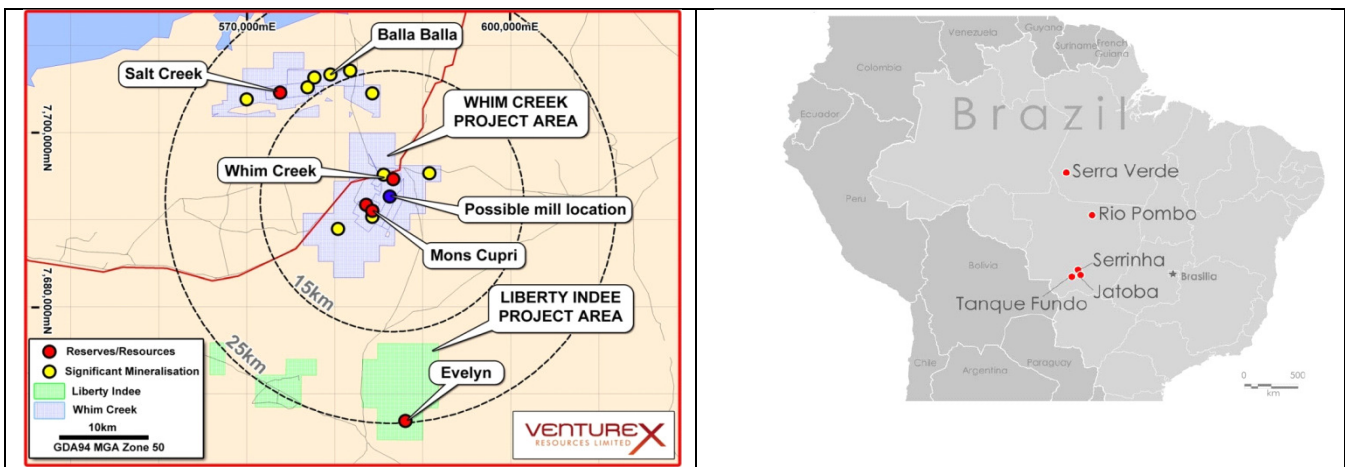 570,000mE
600,000mE
Balla Balla
Salt Creek
WHIM CREEK
PROJECT AREA
7,700,000mN
Whim Creek
Possible mill location
Mons Cupri
15km
7,680,000mN
LIBERTY INDEE
PROJECT AREA
25km
Evelyn
Reserves/Resources
Significant Mineralisation
Liberty Indee
Whim Creek
10km
GDA94 MGA Zone 50
VENTUREX
RESOURCES LIMITED
Venezuela
Guyana
Suriname
French
Guiana
Colombia
Ecuador
Brazil
Serra Verde
Peru
Rio Pombo
Serrinha
Bolivia
Brasilia
Jatoba
Tanque Fundo
Chile
Paraguay
Argentina
0
500
km